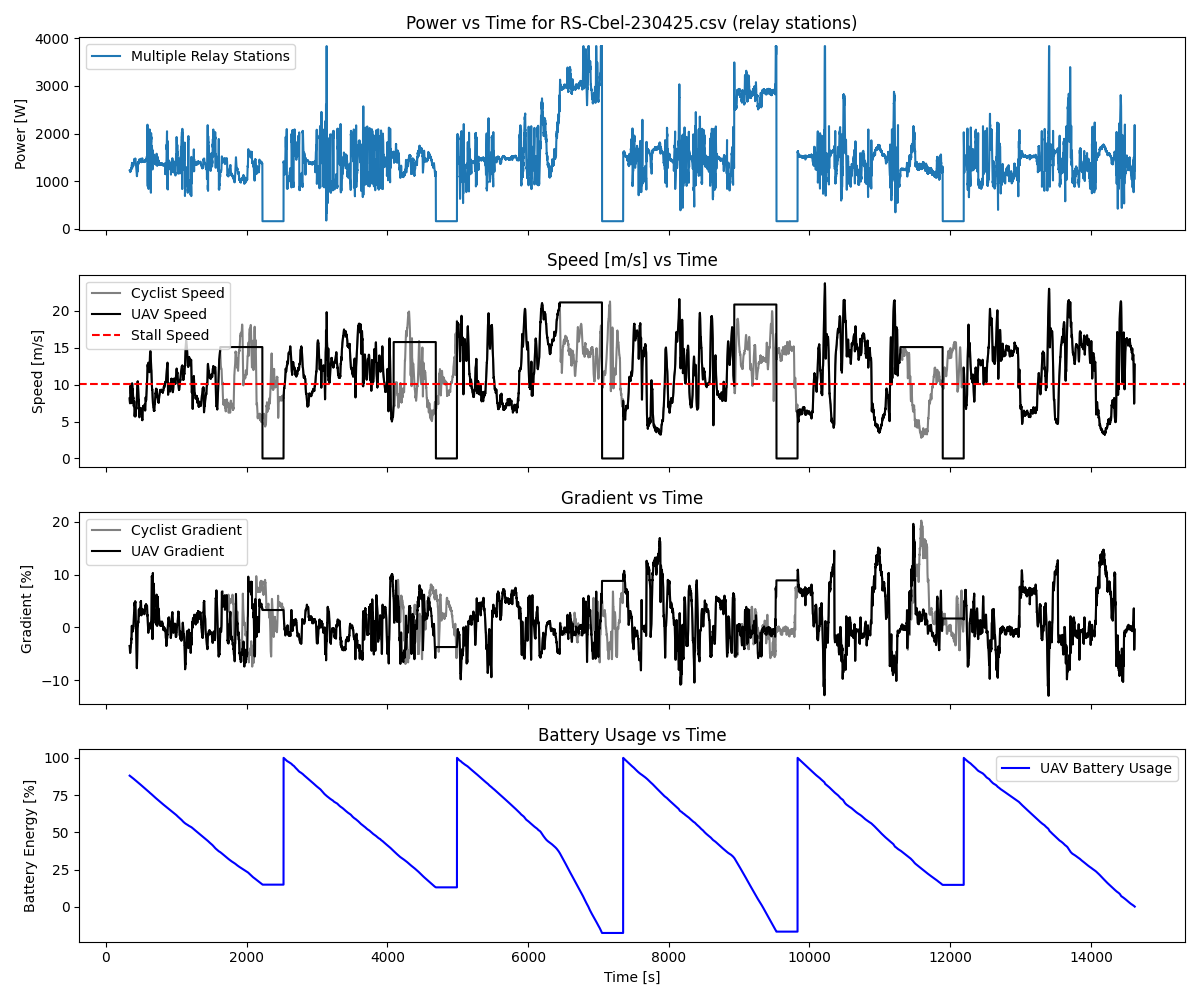 Power vs Time for RS-Cbel-230425.csv (relay stations)
Power [W]
4000
3000
2000
1000
0
Multiple Relay Stations
Speed [m/s] vs Time
Speed [m/s]
20
15
10
5
0
Cyclist Speed
UAV Speed
Stall Speed
Gradient vs Time
Gradient [%]
20
10
0
−10
Cyclist Gradient
UAV Gradient
Battery Usage vs Time
Battery Energy [%]
100
75
50
25
0
UAV Battery Usage
0 2000 4000 6000 8000 10000 12000 14000
Time [s]